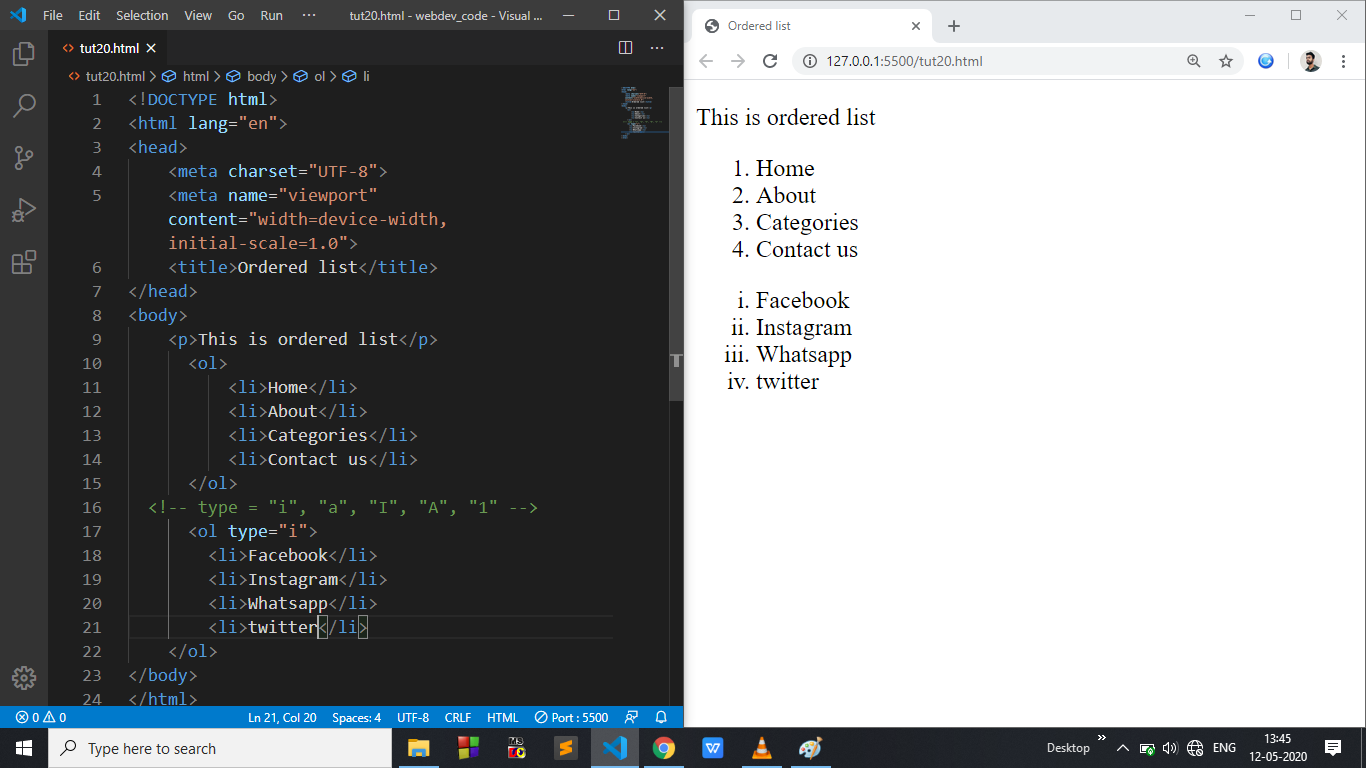 File Edit Selection View Go Run ··· tut20.html - webdev_code - Visual ...
tut20.html
tut20.html > html > body > ol > li
1 <!DOCTYPE html>
2 <html lang="en">
3 <head>
4 <meta charset="UTF-8">
5 <meta name="viewport"
content="width=device-width,
initial-scale=1.0">
6 <title>Ordered list</title>
7 </head>
8 <body>
9 <p>This is ordered list</p>
10 <ol>
11 <li>Home</li>
12 <li>About</li>
13 <li>Categories</li>
14 <li>Contact us</li>
15 </ol>
16 <!-- type = "i", "a", "I", "A", "1" -->
17 <ol type="i">
18 <li>Facebook</li>
19 <li>Instagram</li>
20 <li>Whatsapp</li>
21 <li>twitter</li>
22 </ol>
23 </body>
24 </html>
0 0 Ln 21, Col 20 Spaces: 4 UTF-8 CRLF HTML Port : 5500
Ordered list
127.0.0.1:5500/tut20.html
This is ordered list
1. Home
2. About
3. Categories
4. Contact us
i. Facebook
ii. Instagram
iii. Whatsapp
iv. twitter
Type here to search
Desktop » ENG
13:45
12-05-2020